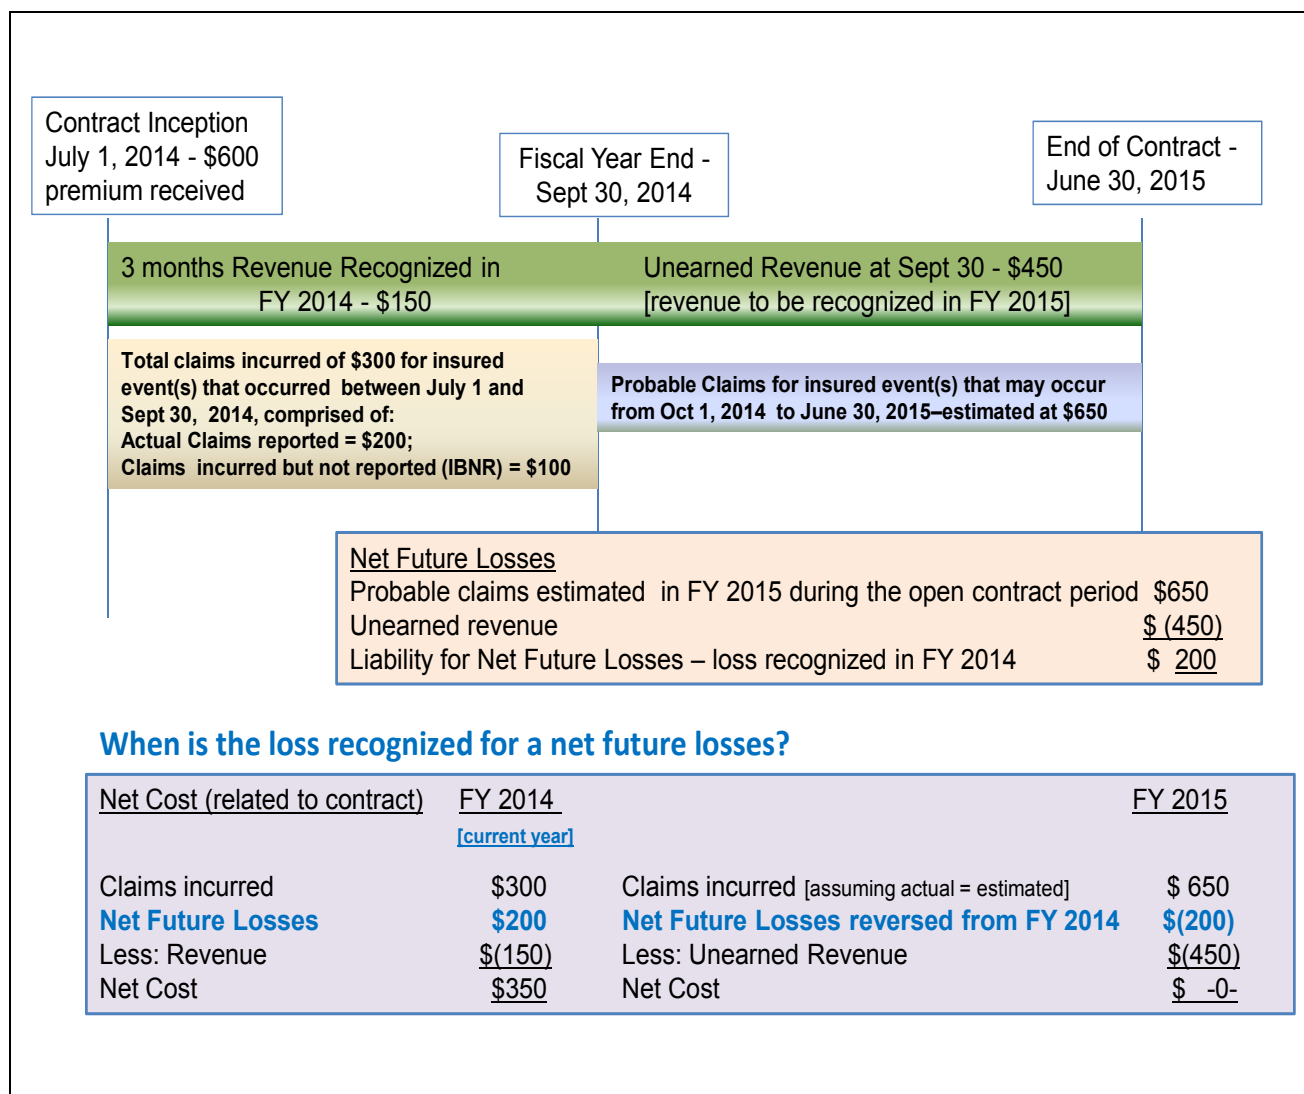 Contract Inception
July 1, 2014 - $600
premium received
Fiscal Year End -
Sept 30, 2014
End of Contract -
June 30, 2015
3 months Revenue Recognized in
FY 2014 - $150
Unearned Revenue at Sept 30 - $450
[revenue to be recognized in FY 2015]
Total claims incurred of $300 for insured
event(s) that occurred between July 1 and
Sept 30, 2014, comprised of:
Actual Claims reported = $200;
Claims incurred but not reported (IBNR) = $100
Probable Claims for insured event(s) that may occur
from Oct 1, 2014 to June 30, 2015–estimated at $650
Net Future Losses
Probable claims estimated in FY 2015 during the open contract period $650
Unearned revenue $ (450)
Liability for Net Future Losses – loss recognized in FY 2014 $ 200
When is the loss recognized for a net future losses?
Net Cost (related to contract) FY 2014 FY 2015
[current year]
Claims incurred $300 Claims incurred [assuming actual = estimated] $ 650
Net Future Losses $200 Net Future Losses reversed from FY 2014 $(200)
Less: Revenue $(150) Less: Unearned Revenue $(450)
Net Cost $350 Net Cost $ -0-